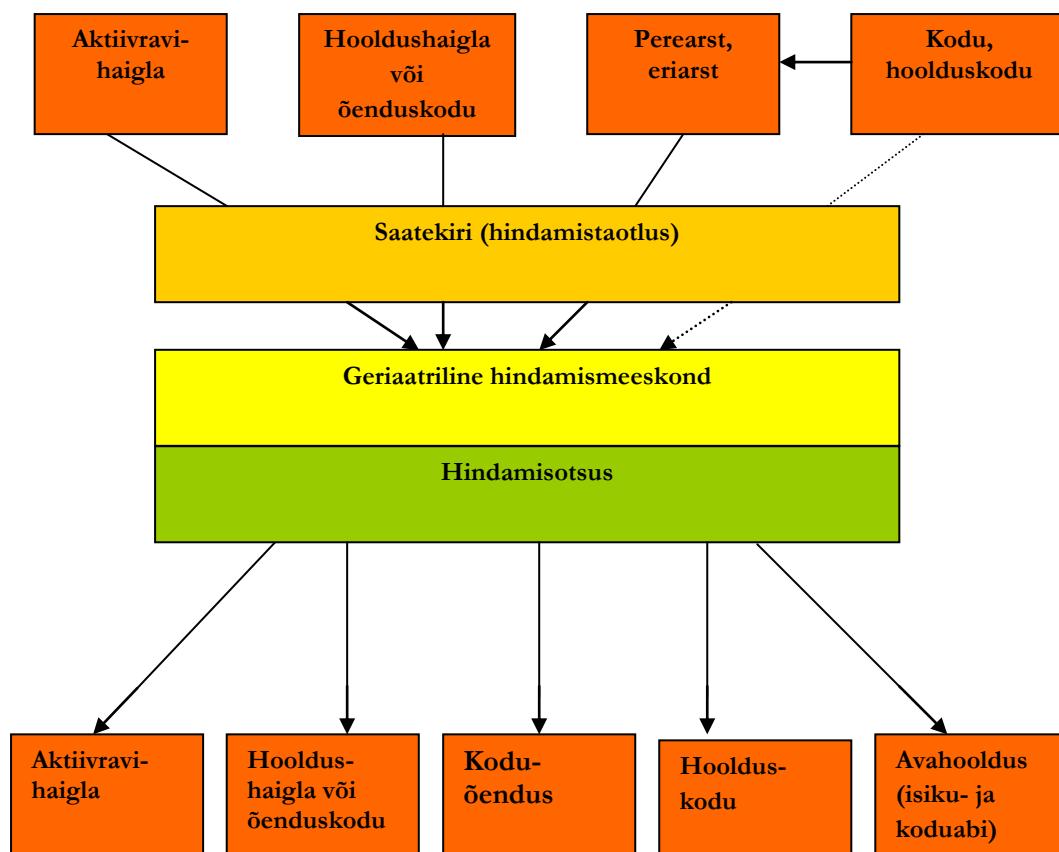 Aktiivravi-
haigla
Hooldushaigla
või
õenduskodu
Perearst,
eriarst
Kodu,
hoolduskodu
Saatekiri (hindamistaotlus)
Geriaatriline hindamismeeskond
Hindamisotsus
Aktiivravi-
haigla
Hooldus-
haigla või
õenduskodu
Kodu-
õendus
Hooldus-
kodu
Avahooldus
(isiku- ja
koduabi)